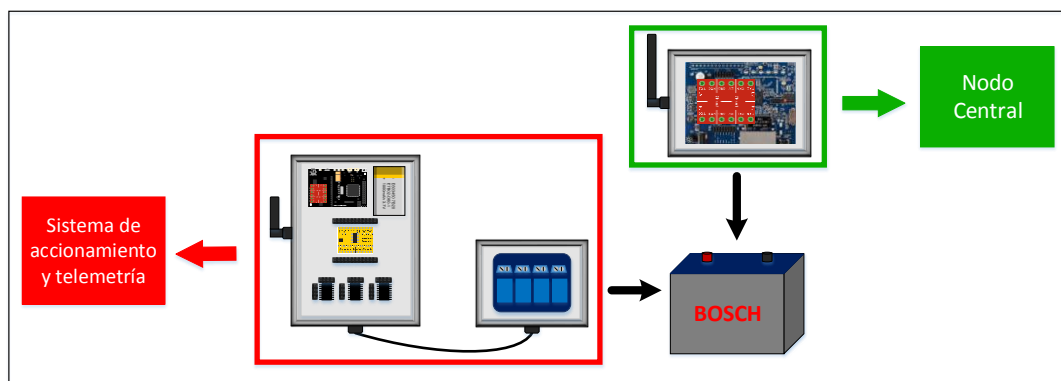 Nodo
Central
Sistema de
accionamiento
y telemetría
BOSCH